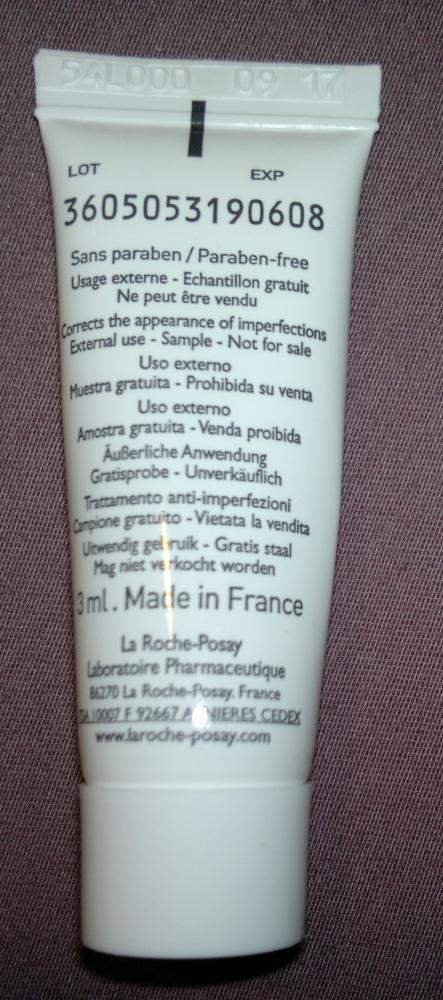 54L000 09 17
LOT EXP
3605053190608
Sans paraben / Paraben-free
Usage externe - Echantillon gratuit
Ne peut être vendu
Corrects the appearance of imperfections
External use - Sample - Not for sale
Uso externo
Muestra gratuita - Prohibida su venta
Uso externo
Amostra gratuita - Venda proibida
Äußerliche Anwendung
Gratisprobe - Unverkäuflich
Trattamento anti-imperfezioni
Campione gratuito - Vietata la vendita
Uitwendig gebruik - Gratis staal
Mag niet verkocht worden
3 ml. Made in France
La Roche-Posay
Laboratoire Pharmaceutique
86270 La Roche-Posay. France
10007 F 92667 CEDEX
www.laroche-posay.com